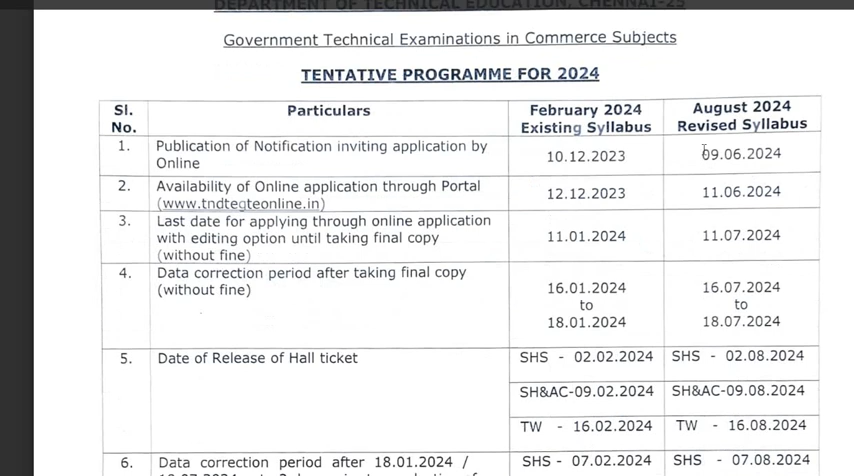 DEPARTMENT OF TECHNICAL EDUCATION, CHENNAI-25
Government Technical Examinations in Commerce Subjects
TENTATIVE PROGRAMME FOR 2024
Sl. No. Particulars February 2024 Existing Syllabus August 2024 Revised Syllabus
1. Publication of Notification inviting application by Online 10.12.2023 09.06.2024
2. Availability of Online application through Portal (www.tndtegteonline.in) 12.12.2023 11.06.2024
3. Last date for applying through online application with editing option until taking final copy (without fine) 11.01.2024 11.07.2024
4. Data correction period after taking final copy (without fine) 16.01.2024 to 18.01.2024 16.07.2024 to 18.07.2024
5. Date of Release of Hall ticket SHS - 02.02.2024 SHS - 02.08.2024
SH&AC-09.02.2024 SH&AC-09.08.2024
TW - 16.02.2024 TW - 16.08.2024
6. Data correction period after 18.01.2024 / SHS - 07.02.2024 SHS - 07.08.2024